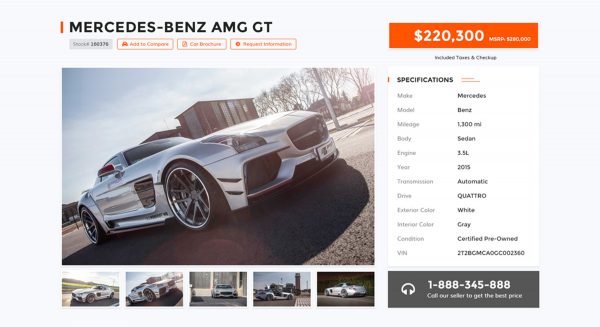 MERCEDES-BENZ AMG GT
Stock# 160376
Add to Compare
Car Brochure
Request Information
$220,300 MSRP: $280,000
Included Taxes & Checkup
SPECIFICATIONS
Make Mercedes
Model Benz
Mileage 1,300 mi
Body Sedan
Engine 3.5L
Year 2015
Transmission Automatic
Drive QUATTRO
Exterior Color White
Interior Color Gray
Condition Certified Pre-Owned
VIN 2T2BGMCA0GC002360
1-888-345-888
Call our seller to get the best price